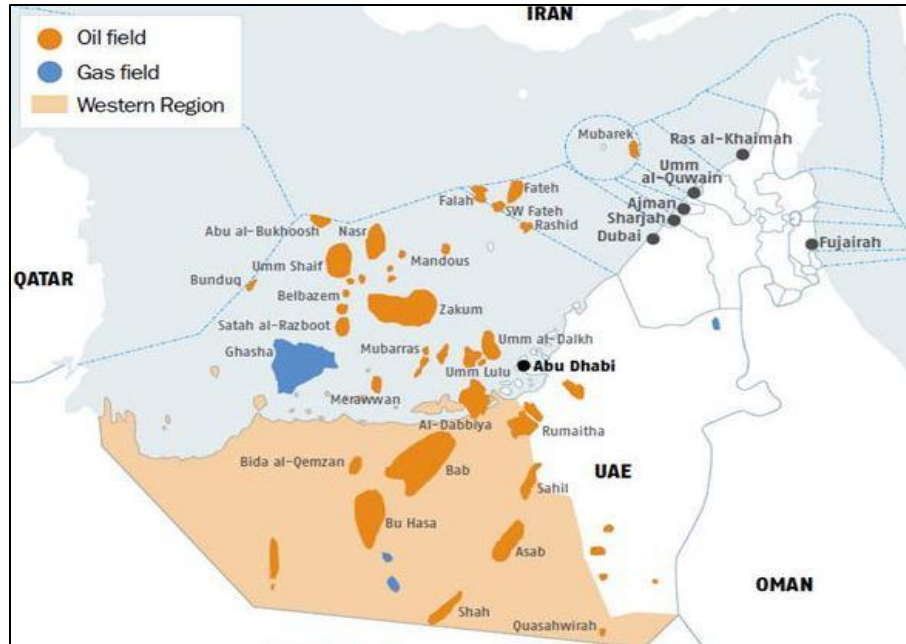 IRAN
Oil field
Gas field
Western Region
Mubarek
Ras al-Khaimah
Umm
al-Quwain
Ajman
Sharjah
Dubai
Fujairah
Falah
Fateh
SW Fateh
Rashid
Abu al-Bukhoosh
Nasr
Mandous
QATAR
Bunduq
Umm Shaif
Belbazem
Zakum
Satah al-Razboot
Ghasha
Mubarras
Umm al-Dalkh
Umm Lulu
Abu Dhabi
Merawwan
Al-Dabbiya
Rumaitha
Bida al-Qemzan
Bab
Sahil
UAE
Bu Hasa
Asab
OMAN
Shah
Quasahwirah